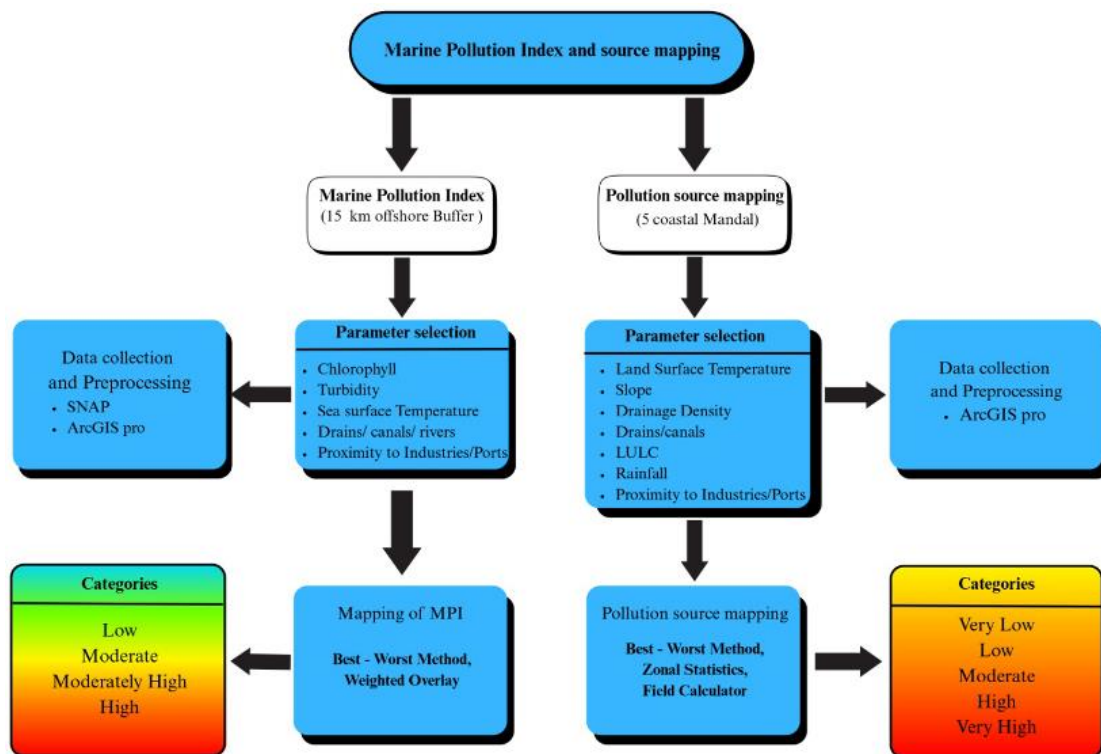 Marine Pollution Index and source mapping
Marine Pollution Index
(15 km offshore Buffer )
Pollution source mapping
(5 coastal Mandal)
Data collection
and Preprocessing
• SNAP
• ArcGIS pro
Parameter selection
• Chlorophyll
• Turbidity
• Sea surface Temperature
• Drains/ canals/ rivers
• Proximity to Industries/Ports
Parameter selection
• Land Surface Temperature
• Slope
• Drainage Density
• Drains/canals
• LULC
• Rainfall
• Proximity to Industries/Ports
Data collection
and Preprocessing
• ArcGIS pro
Categories
Low
Moderate
Moderately High
High
Mapping of MPI
Best - Worst Method,
Weighted Overlay
Pollution source mapping
Best - Worst Method,
Zonal Statistics,
Field Calculator
Categories
Very Low
Low
Moderate
High
Very High